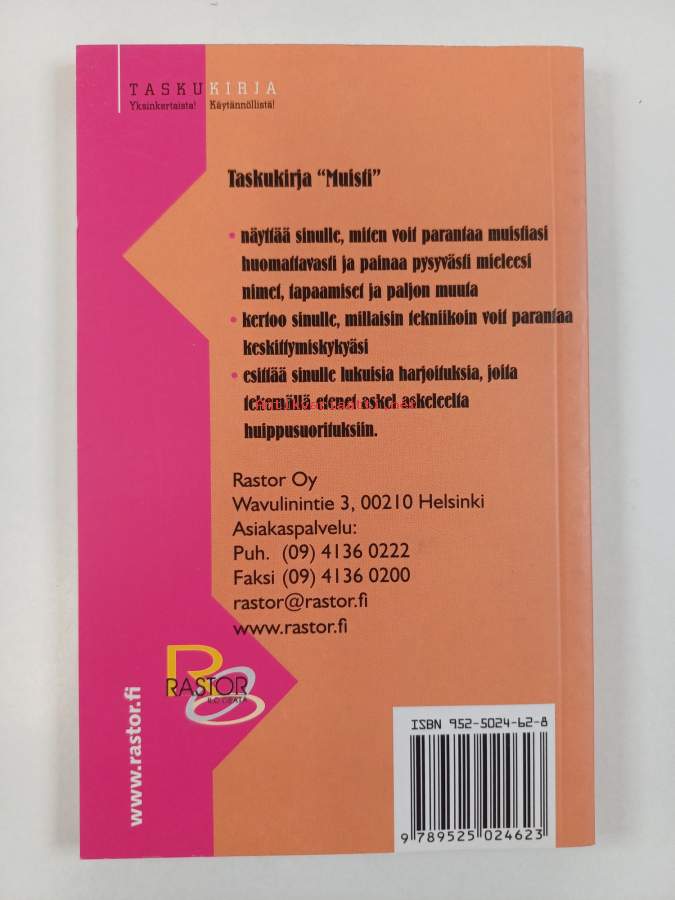 TASKUKIRJA
Yksinkertaista! Käytännöllistä!
Taskukirja "Muisti"
• näyttää sinulle, miten voit parantaa muistiasi
huomattavasti ja painaa pysyvästi mieleesi
nimet, tapaamiset ja paljon muuta
• kertoo sinulle, millaisin tekniikoin voit parantaa
keskittymiskykyäsi
• esittää sinulle lukuisia harjoituksia, joita
tekemällä etenet askel askeleelta
huippusuorituksiin.
Rastor Oy
Wavulinintie 3, 00210 Helsinki
Asiakaspalvelu:
Puh. (09) 4136 0222
Faksi (09) 4136 0200
rastor@rastor.fi
www.rastor.fi
RASTOR
www.rastor.fi
ISBN 952-5024-62-8
9 789525 024623